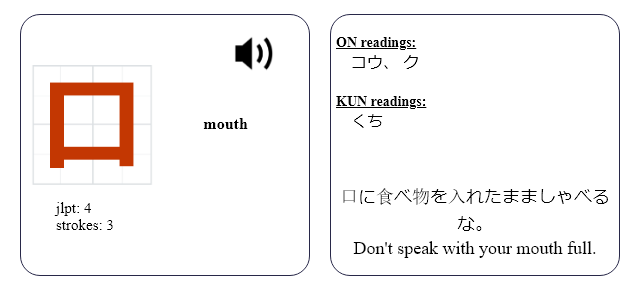 口
mouth
jlpt: 4
strokes: 3
ON readings:
コウ、 ク
KUN readings:
くち
口に食べ物を入れたまましゃべる
な。
Don't speak with your mouth full.